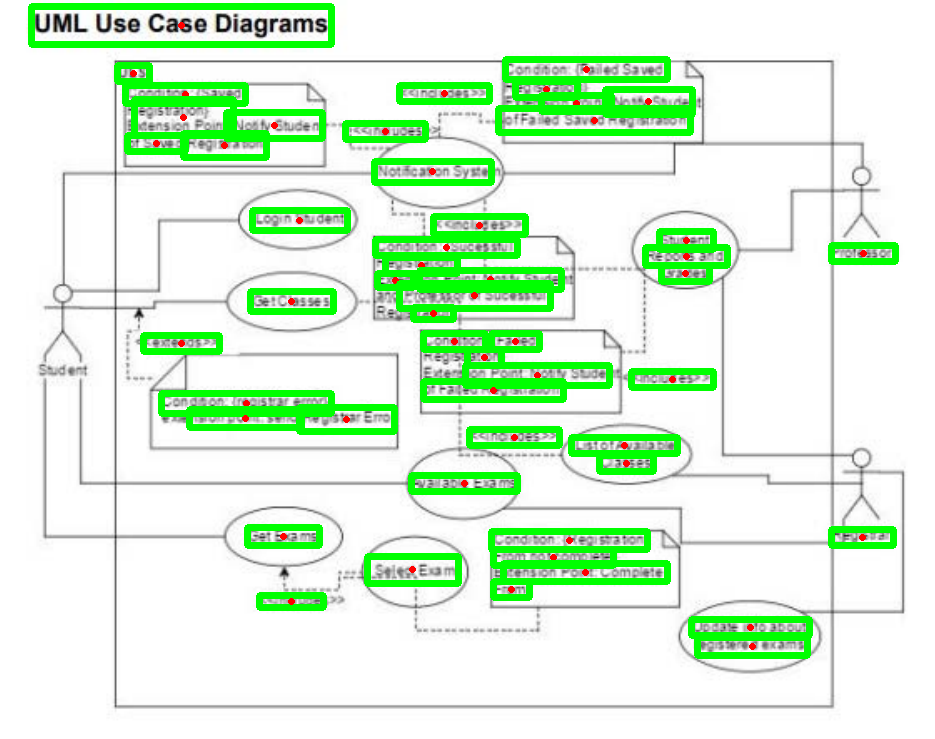 UML Use Case Diagrams
Condition: {Saved
Registration}
Extension Point: Notify Student
of Saved Registration
<<includes>>
Condition: {Failed Saved
Registration}
Extension Point: Notify Student
of Failed Saved Registration
<<includes>>
Notification System
Login Student
<<includes>>
Student
Reports and
Grades
Professor
Condition: Sucessful
Registration
Extension Point: Notify Student
and Professor: Sucessful
Registration
Get Classes
<<extends>>
Condition: {Failed
Registration
Extension Point: Notify Student
of Failed Registration
<<includes>>
Student
Condition: {registrar error}
extension point: send Registrar Error
<<includes>>
List of Available
Classes
Available Exams
Registrar
Get Exams
Select Exam
Condition: {Registration
From not complete
Extension Point: Complete
From
Update info about
registered exams